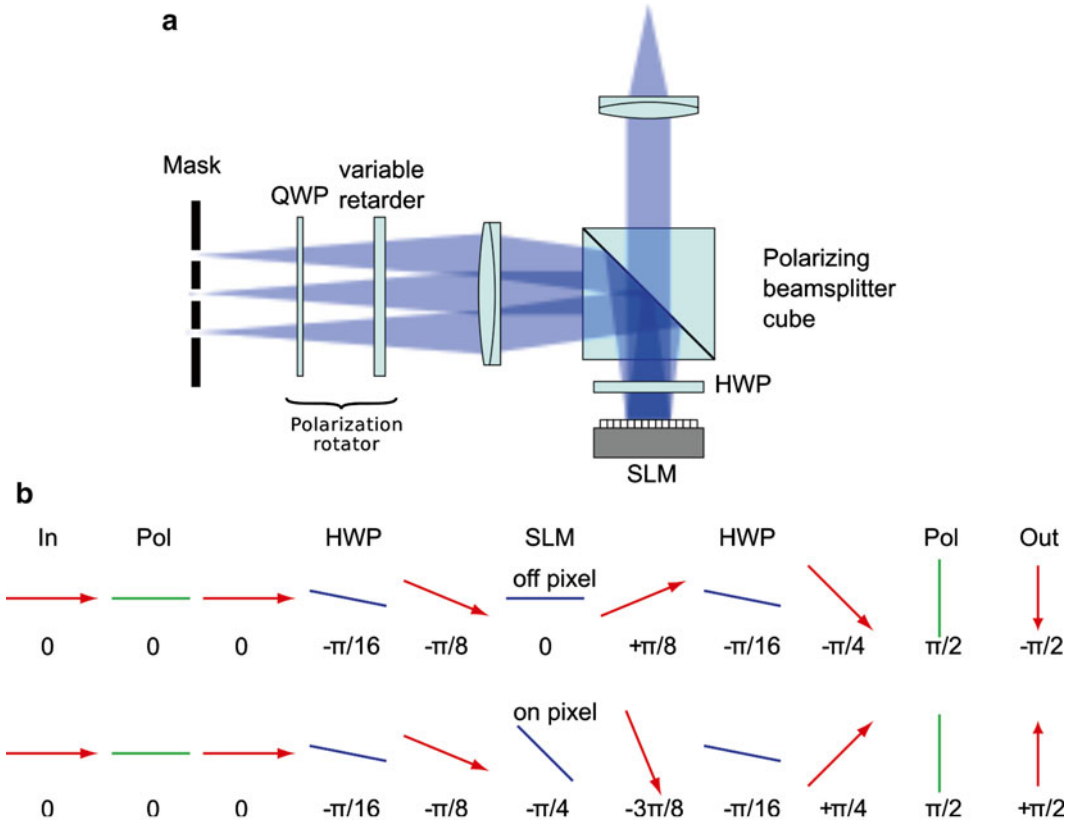 a
Mask
QWP
variable
retarder
Polarization
rotator
Polarizing
beamsplitter
cube
HWP
SLM
b
In Pol HWP SLM HWP Pol Out
off pixel
0 0 0 -π/16 -π/8 0 +π/8 -π/16 -π/4 π/2 -π/2
on pixel
0 0 0 -π/16 -π/8 -π/4 -3π/8 -π/16 +π/4 π/2 +π/2